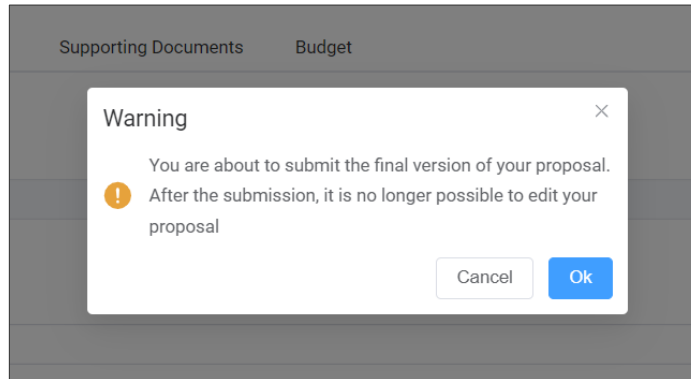 Supporting Documents Budget
Warning
You are about to submit the final version of your proposal.
After the submission, it is no longer possible to edit your
proposal
Cancel Ok